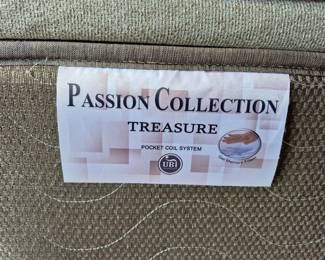 PASSION COLLECTION
TREASURE
POCKET COIL SYSTEM
UBI